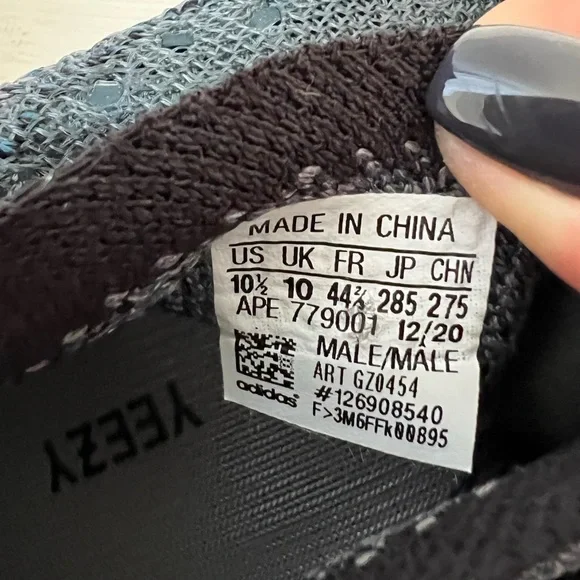 MADE IN CHINA
US UK FR JP CHN
10½ 10 44⅔ 285 275
APE 779001 12/20
MALE/MÂLE
ART GZ0454
adidas
#126908540
F>3M6FFk00895
YEEZY